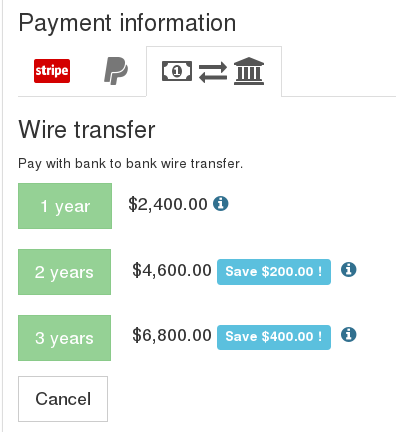 Payment information
stripe
1
Wire transfer
Pay with bank to bank wire transfer.
1 year $2,400.00
2 years $4,600.00 Save $200.00 !
3 years $6,800.00 Save $400.00 !
Cancel